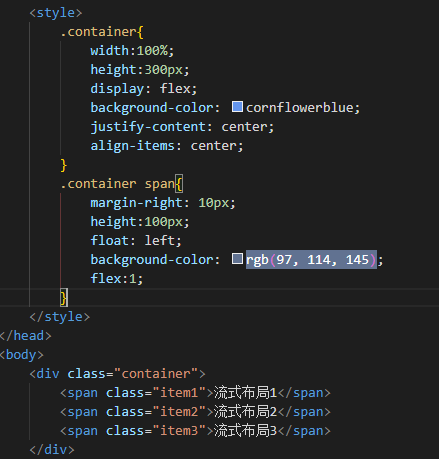 <style>
.container{
width:100%;
height:300px;
display: flex;
background-color: cornflowerblue;
justify-content: center;
align-items: center;
}
.container span{
margin-right: 10px;
height:100px;
float: left;
background-color: rgb(97, 114, 145);
flex:1;
}
</style>
</head>
<body>
<div class="container">
<span class="item1">流式布局1</span>
<span class="item2">流式布局2</span>
<span class="item3">流式布局3</span>
</div>